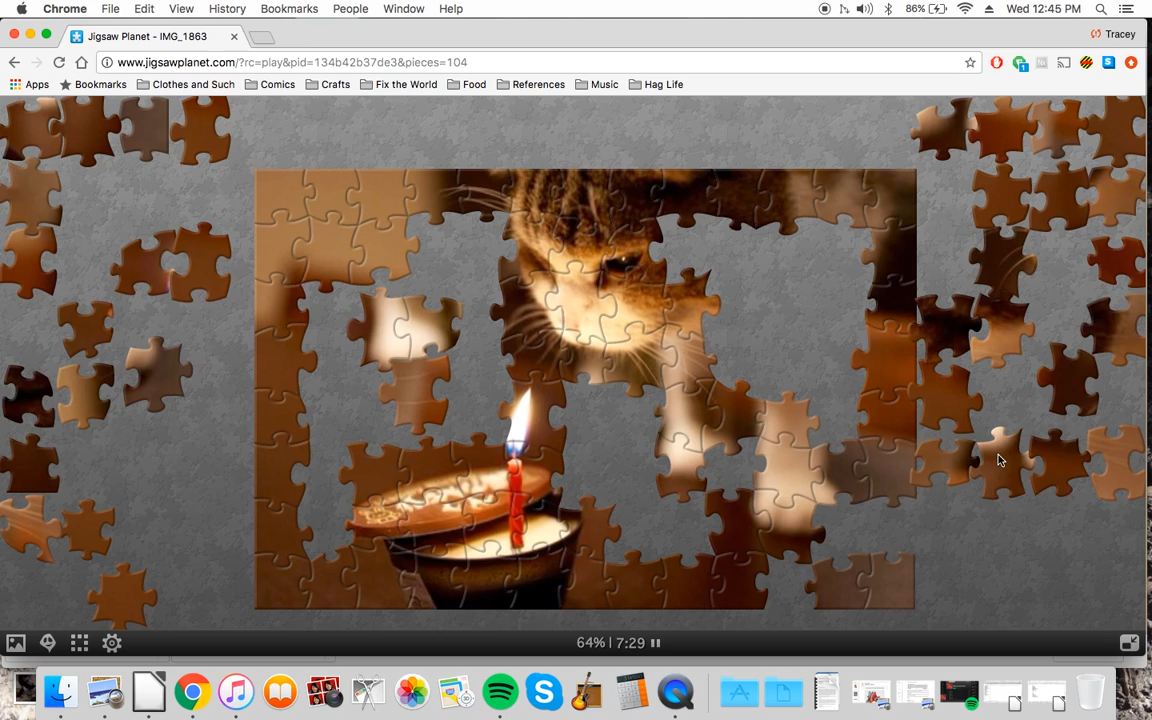 Chrome File Edit View History Bookmarks People Window Help 86% Wed 12:45 PM
Jigsaw Planet - IMG_1863 Tracey
www.jigsawplanet.com/?rc=play&pid=134b42b37de3&pieces=104
Apps Bookmarks Clothes and Such Comics Crafts Fix the World Food References Music Hag Life
64% | 7:29